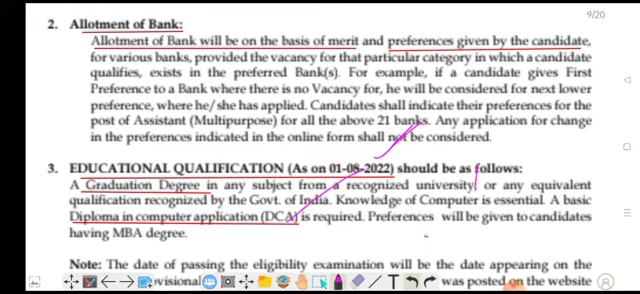 9/20
2. Allotment of Bank:
Allotment of Bank will be on the basis of merit and preferences given by the candidate,
for various banks, provided the vacancy for that particular category in which a candidate
qualifies, exists in the preferred Bank(s). For example, if a candidate gives First
Preference to a Bank where there is no Vacancy for, he will be considered for next lower
preference, where he/she has applied. Candidates shall indicate their preferences for the
post of Assistant (Multipurpose) for all the above 21 banks. Any application for change
in the preferences indicated in the online form shall not be considered.
3. EDUCATIONAL QUALIFICATION (As on 01-08-2022) should be as follows:
A Graduation Degree in any subject from a recognized university or any equivalent
qualification recognized by the Govt. of India. Knowledge of Computer is essential. A basic
Diploma in computer application (DCA) is required. Preferences will be given to candidates
having MBA degree.
Note: The date of passing the eligibility examination will be the date appearing on the
was posted on the website